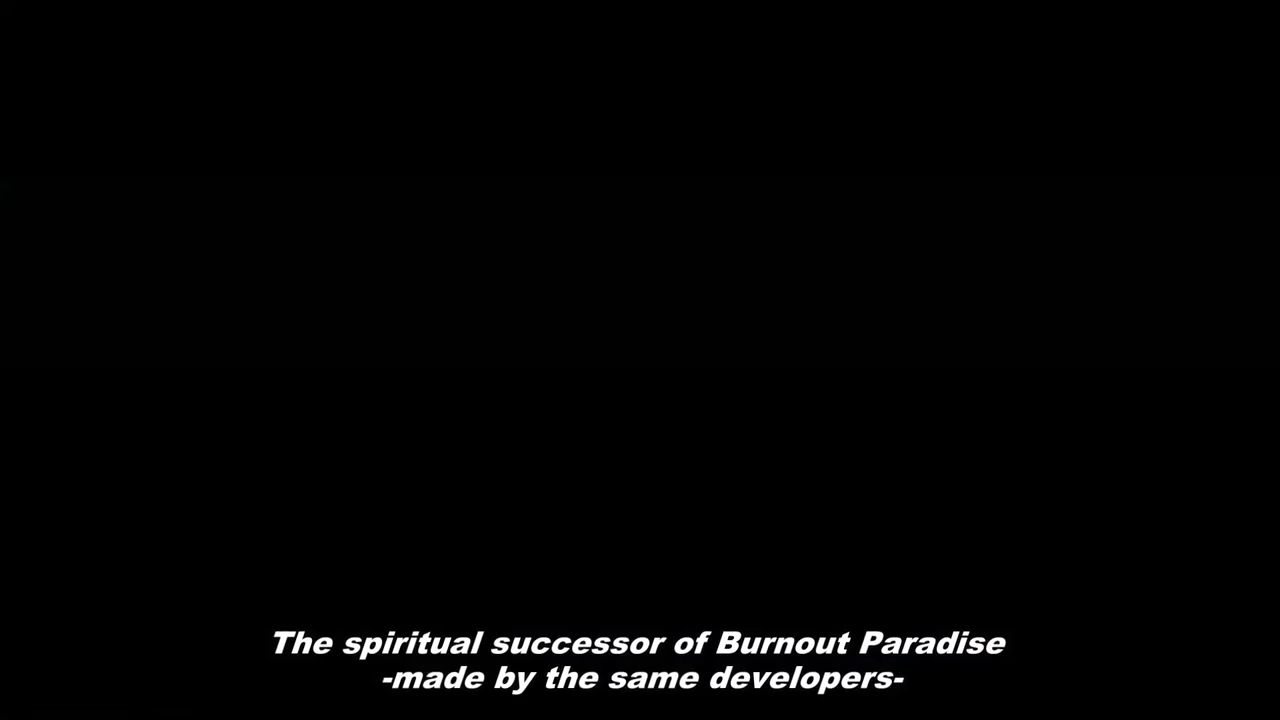 The spiritual successor of Burnout Paradise
-made by the same developers-